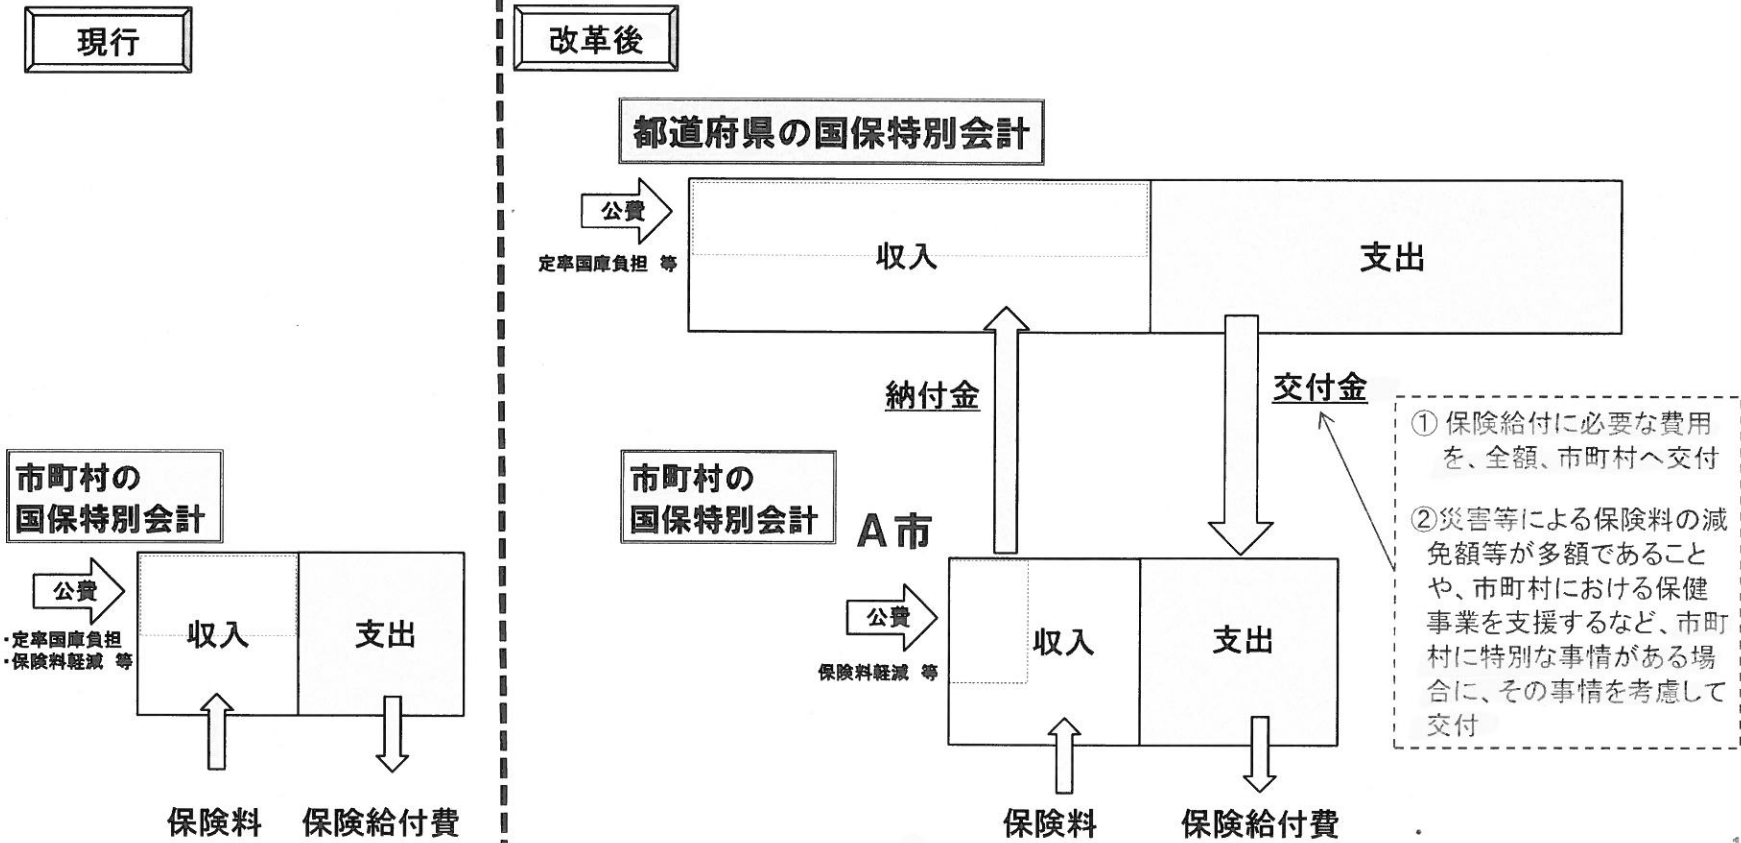 現行
市町村の
国保特別会計
公費
・定率国庫負担
・保険料軽減 等
収入
支出
保険料
保険給付費
改革後
都道府県の国保特別会計
公費
定率国庫負担 等
収入
支出
納付金
交付金
市町村の
国保特別会計
A市
公費
保険料軽減 等
収入
支出
保険料
保険給付費
① 保険給付に必要な費用
を、全額、市町村へ交付
②災害等による保険料の減
免額等が多額であること
や、市町村における保健
事業を支援するなど、市町
村に特別な事情がある場
合に、その事情を考慮して
交付